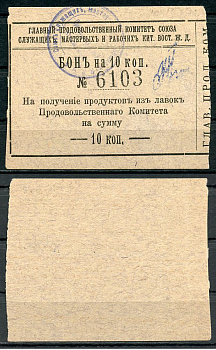 ГЛАВНЫЙ ПРОДОВОЛЬСТВЕННЫЙ КОМИТЕТЪ СОЮЗА
СЛУЖАЩИХЪ, МАСТЕРОВЫХЪ И РАБОЧИХЪ КИТ. ВОСТ. Ж. Д.
БОНЪ на 10 коп.
№ 6103
На полученіе продуктовъ изъ лавокъ
Продовольственнаго Комитета
на сумму
— 10 коп. —
ГЛАВ. ПРОД. КОМ.